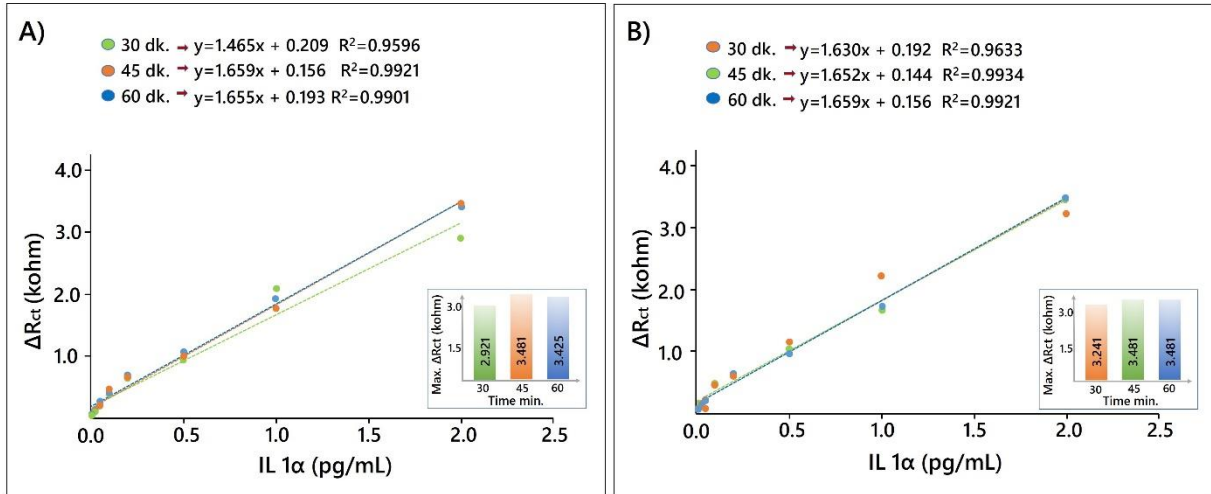 A)
30 dk. → y=1.465x + 0.209 R²=0.9596
45 dk. → y=1.659x + 0.156 R²=0.9921
60 dk. → y=1.655x + 0.193 R²=0.9901
4.0
3.0
2.0
1.0
0.0
0.5
1.0
1.5
2.0
2.5
ΔRct (kohm)
IL 1α (pg/mL)
Max. ΔRct (kohm)
3.0
1.5
2.921
3.481
3.425
30
45
60
Time min.
B)
30 dk. → y=1.630x + 0.192 R²=0.9633
45 dk. → y=1.652x + 0.144 R²=0.9934
60 dk. → y=1.659x + 0.156 R²=0.9921
4.0
3.0
2.0
1.0
0.0
0.5
1.0
1.5
2.0
2.5
ΔRct (kohm)
IL 1α (pg/mL)
Max. ΔRct (kohm)
3.0
1.5
3.241
3.481
3.481
30
45
60
Time min.